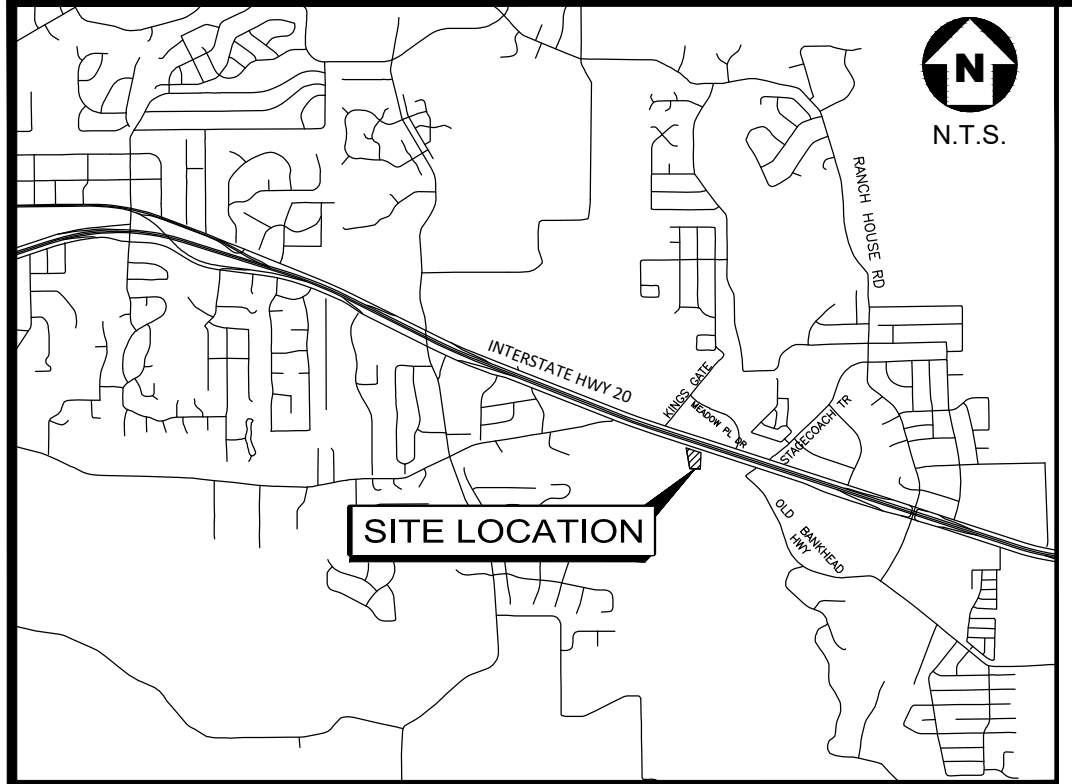 N
N.T.S.
RANCH HOUSE RD
INTERSTATE HWY 20
KINGS GATE
MEADOW PL DR
STAGECOACH TR
SITE LOCATION
OLD BANKHEAD
HWY